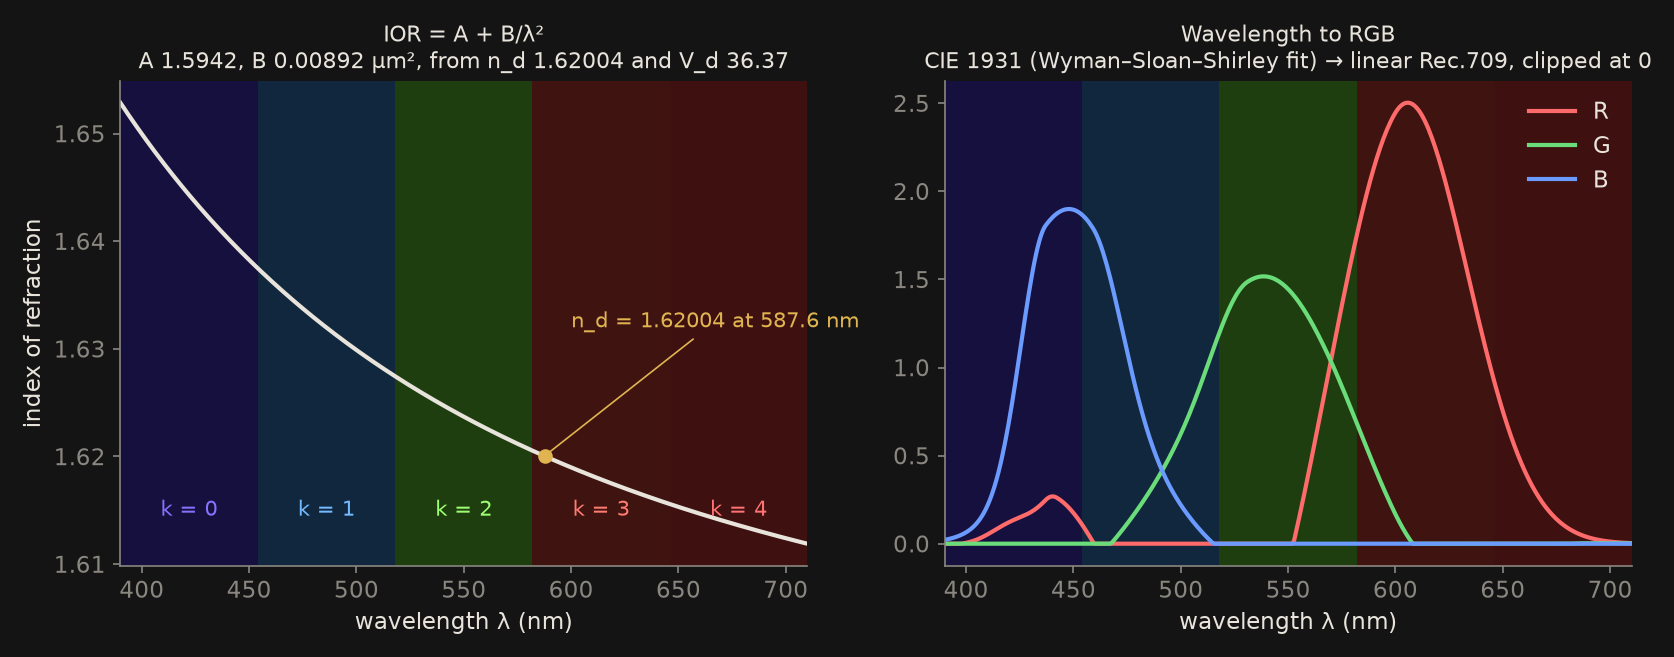 IOR = A + B/λ²
A 1.5942, B 0.00892 μm², from n_d 1.62004 and V_d 36.37
1.65
1.64
1.63
1.62
1.61
index of refraction
n_d = 1.62004 at 587.6 nm
k = 0
k = 1
k = 2
k = 3
k = 4
400
450
500
550
600
650
700
wavelength λ (nm)
Wavelength to RGB
CIE 1931 (Wyman–Sloan–Shirley fit) → linear Rec.709, clipped at 0
2.5
2.0
1.5
1.0
0.5
0.0
R
G
B
400
450
500
550
600
650
700
wavelength λ (nm)